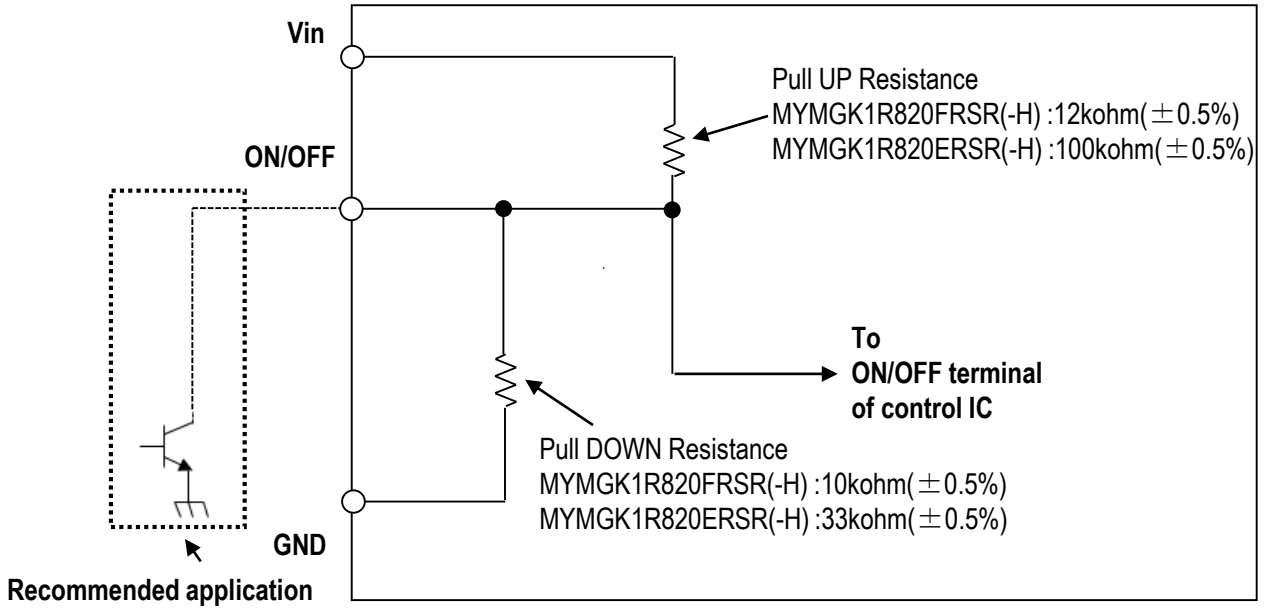 Vin
Pull UP Resistance
MYMGK1R820FRSR(-H) :12kohm(±0.5%)
MYMGK1R820ERSR(-H) :100kohm(±0.5%)
ON/OFF
To
ON/OFF terminal
of control IC
Pull DOWN Resistance
MYMGK1R820FRSR(-H) :10kohm(±0.5%)
MYMGK1R820ERSR(-H) :33kohm(±0.5%)
GND
Recommended application